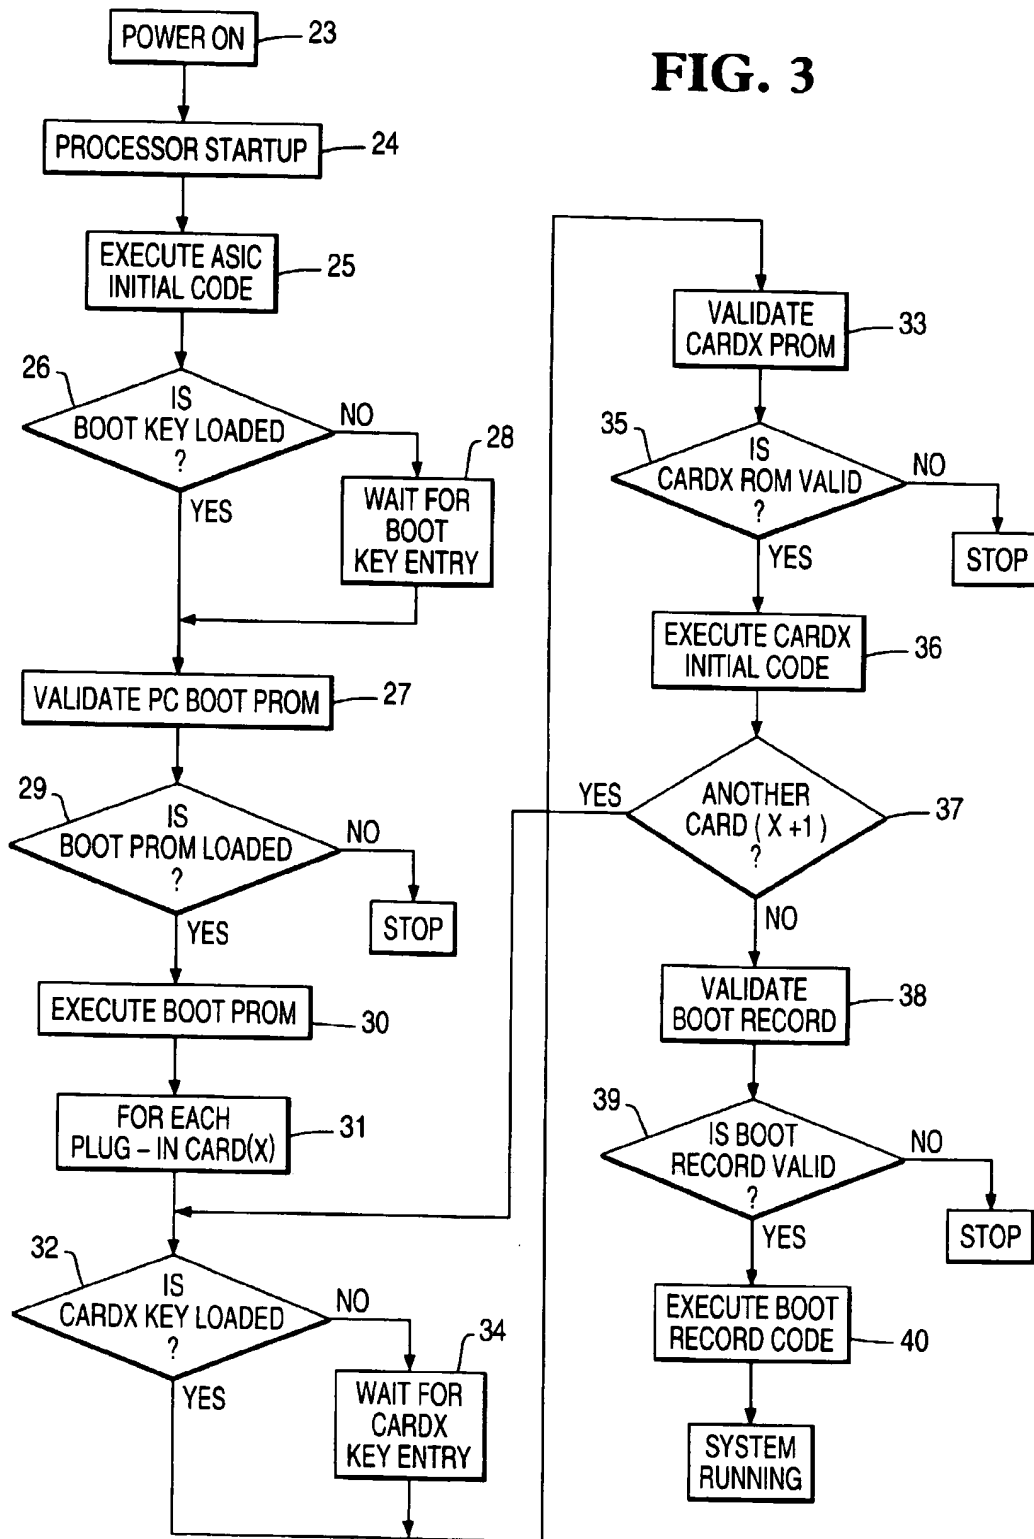 FIG. 3
POWER ON
23
PROCESSOR STARTUP
24
EXECUTE ASIC
INITIAL CODE
25
26
IS
BOOT KEY LOADED
?
NO
YES
28
WAIT FOR
BOOT
KEY ENTRY
VALIDATE PC BOOT PROM
27
29
IS
BOOT PROM LOADED
?
NO
YES
STOP
EXECUTE BOOT PROM
30
FOR EACH
PLUG – IN CARD(X)
31
32
IS
CARDX KEY LOADED
?
NO
YES
34
WAIT FOR
CARDX
KEY ENTRY
VALIDATE
CARDX PROM
33
35
IS
CARDX ROM VALID
?
NO
YES
STOP
EXECUTE CARDX
INITIAL CODE
36
YES
ANOTHER
CARD ( X +1 )
?
37
NO
VALIDATE
BOOT RECORD
38
39
IS BOOT
RECORD VALID
?
NO
YES
STOP
EXECUTE BOOT
RECORD CODE
40
SYSTEM
RUNNING